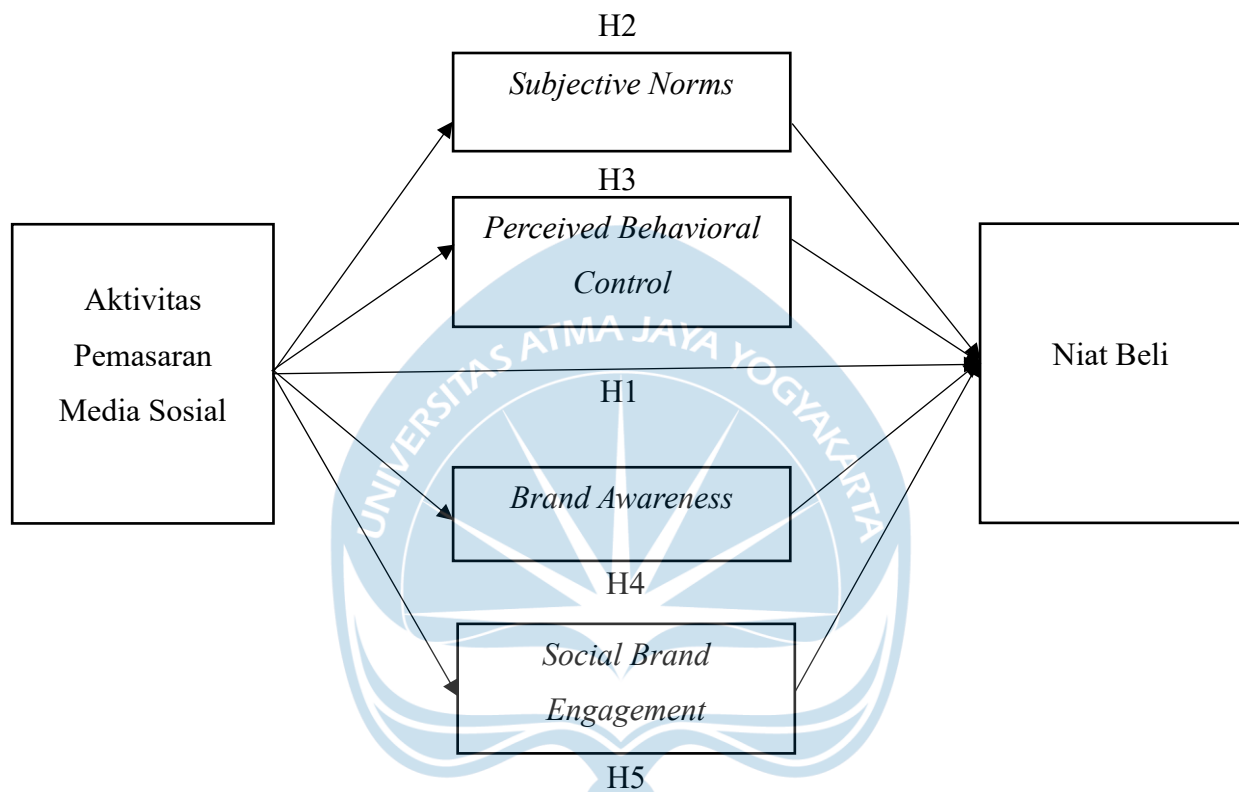 H2
Subjective Norms
H3
Perceived Behavioral
Control
Aktivitas
Pemasaran
Media Sosial
Niat Beli
H1
Brand Awareness
H4
Social Brand
Engagement
H5
UNIVERSITAS ATMA JAYA YOGYAKARTA